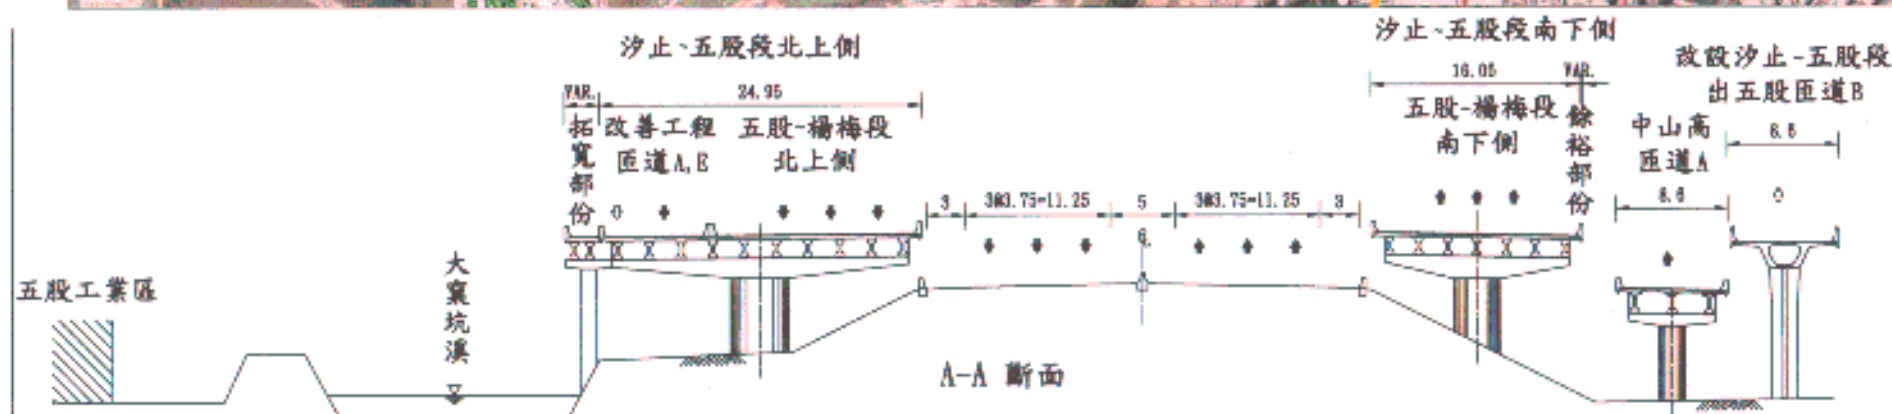 汐止-五股段北上側
VAR.
24.95
拓寬部份
改善工程
匝道A,E
五股-楊梅段
北上側
汐止-五股段南下側
16.05
VAR.
五股-楊梅段
南下側
餘裕部份
改設汐止-五股段
出五股匝道B
中山高
匝道A
8.6
3
3@3.75=11.25
5
3@3.75=11.25
3
五股工業區
大窠坑溪
A-A 斷面